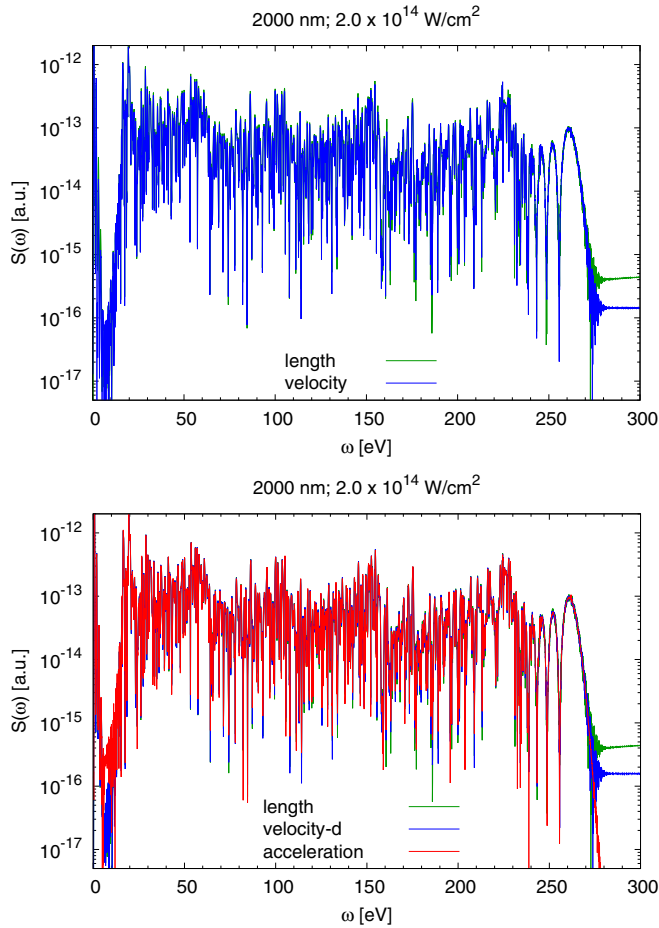 2000 nm; 2.0 x 10^14 W/cm^2
S(ω) [a.u.]
10^-12
10^-13
10^-14
10^-15
10^-16
10^-17
length
velocity
0 50 100 150 200 250 300
ω [eV]
2000 nm; 2.0 x 10^14 W/cm^2
S(ω) [a.u.]
10^-12
10^-13
10^-14
10^-15
10^-16
10^-17
length
velocity-d
acceleration
0 50 100 150 200 250 300
ω [eV]